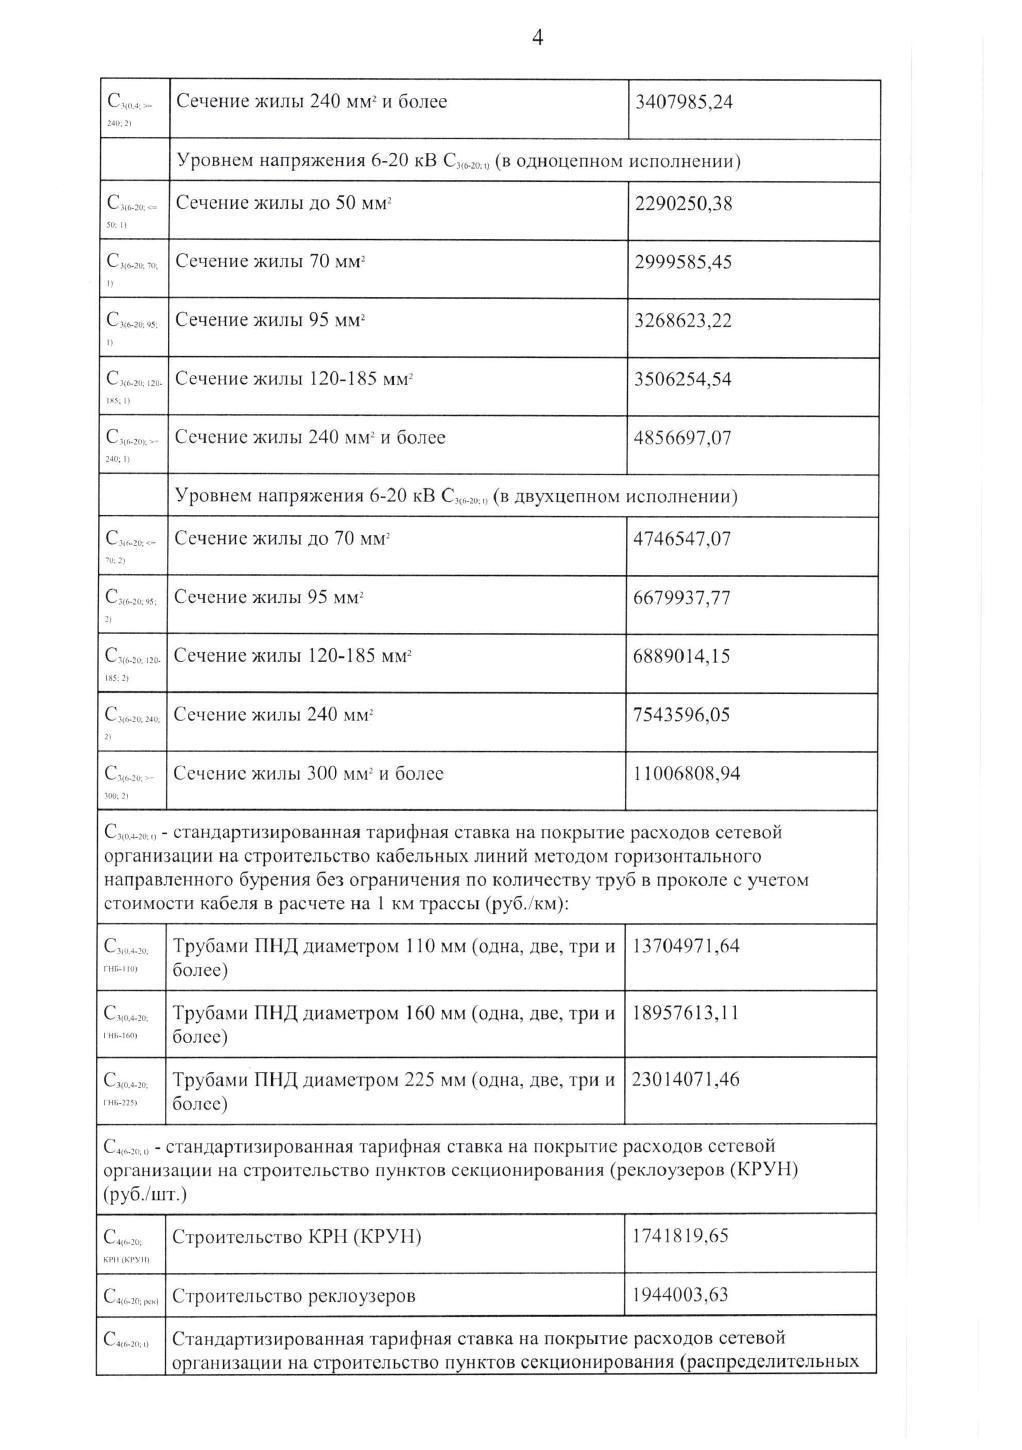 4
С3(0,4; >=
240; 2)
Сечение жилы 240 мм² и более
3407985,24
Уровнем напряжения 6-20 кВ С3(6-20; t) (в одноцепном исполнении)
С3(6-20; <=
50; 1)
Сечение жилы до 50 мм²
2290250,38
С3(6-20; 70;
1)
Сечение жилы 70 мм²
2999585,45
С3(6-20; 95;
1)
Сечение жилы 95 мм²
3268623,22
С3(6-20; 120-
185; 1)
Сечение жилы 120-185 мм²
3506254,54
С3(6-20); >=
240; 1)
Сечение жилы 240 мм² и более
4856697,07
Уровнем напряжения 6-20 кВ С3(6-20; t) (в двухцепном исполнении)
С3(6-20; <=
70; 2)
Сечение жилы до 70 мм²
4746547,07
С3(6-20; 95;
2)
Сечение жилы 95 мм²
6679937,77
С3(6-20; 120-
185; 2)
Сечение жилы 120-185 мм²
6889014,15
С3(6-20; 240;
2)
Сечение жилы 240 мм²
7543596,05
С3(6-20; >=
300; 2)
Сечение жилы 300 мм² и более
11006808,94
С3(0,4-20; t) - стандартизированная тарифная ставка на покрытие расходов сетевой
организации на строительство кабельных линий методом горизонтального
направленного бурения без ограничения по количеству труб в проколе с учетом
стоимости кабеля в расчете на 1 км трассы (руб./км):
С3(0,4-20;
ГНБ-110)
Трубами ПНД диаметром 110 мм (одна, две, три и
более)
13704971,64
С3(0,4-20;
ГНБ-160)
Трубами ПНД диаметром 160 мм (одна, две, три и
более)
18957613,11
С3(0,4-20;
ГНБ-225)
Трубами ПНД диаметром 225 мм (одна, две, три и
более)
23014071,46
С4(6-20; t) - стандартизированная тарифная ставка на покрытие расходов сетевой
организации на строительство пунктов секционирования (реклоузеров (КРУН)
(руб./шт.)
С4(6-20;
КРН (КРУН)
Строительство КРН (КРУН)
1741819,65
С4(6-20; рек)
Строительство реклоузеров
1944003,63
С4(6-20; t)
Стандартизированная тарифная ставка на покрытие расходов сетевой
организации на строительство пунктов секционирования (распределительных